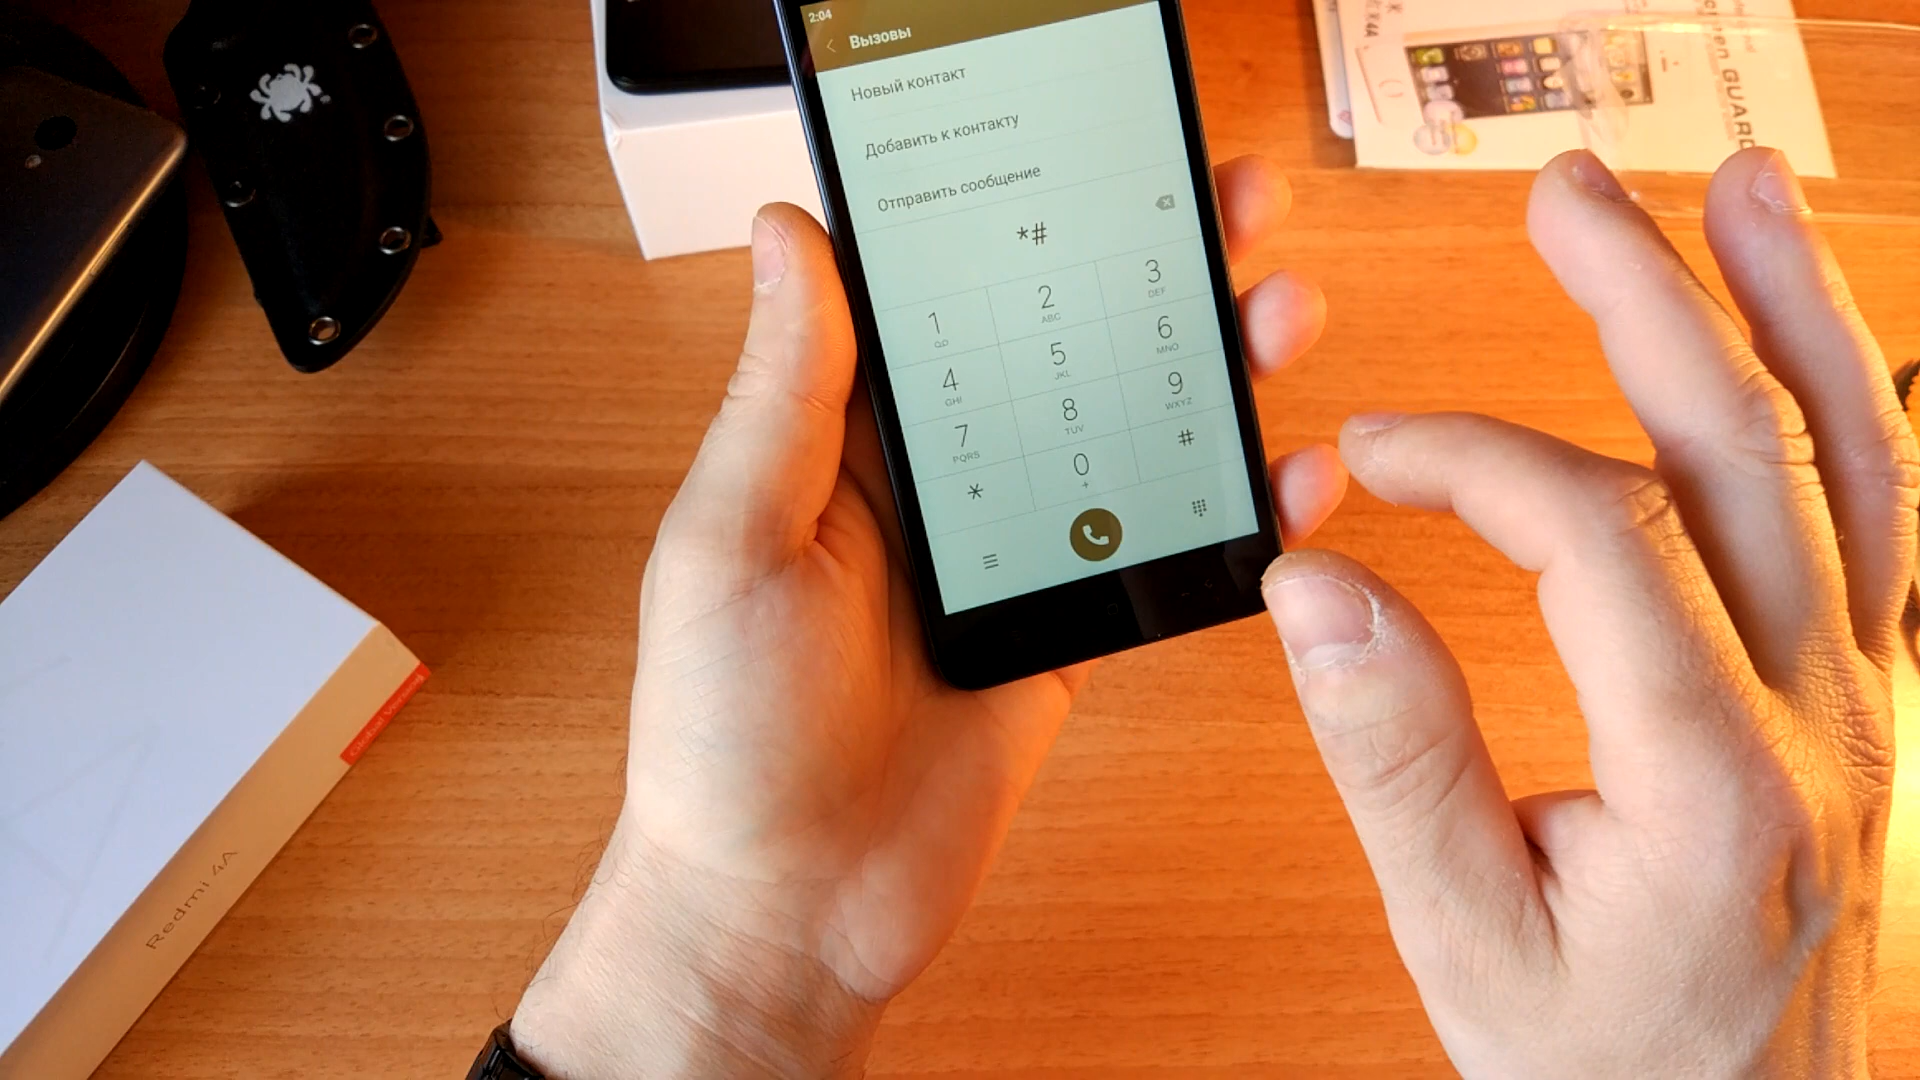 2:04
Вызовы
Новый контакт
Добавить к контакту
Отправить сообщение
*#
1
2 ABC
3 DEF
4 GHI
5 JKL
6 MNO
7 PQRS
8 TUV
9 WXYZ
*
0 +
#
GUARD
Global Version
Redmi 4A